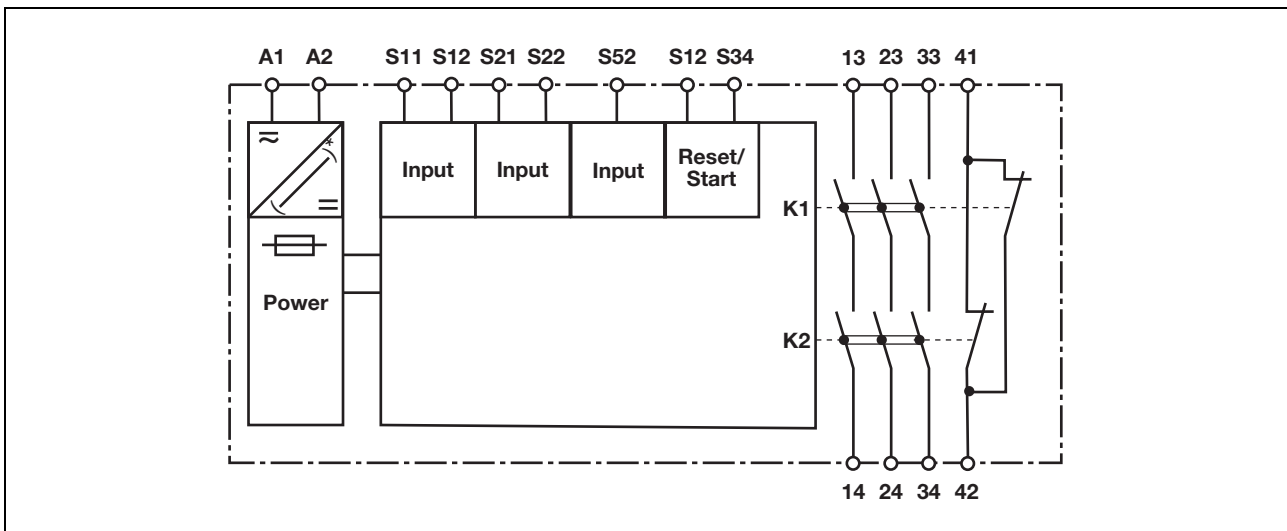 A1 A2 S11 S12 S21 S22 S52 S12 S34 13 23 33 41
Input Input Input Reset/
Start
K1
Power
K2
14 24 34 42